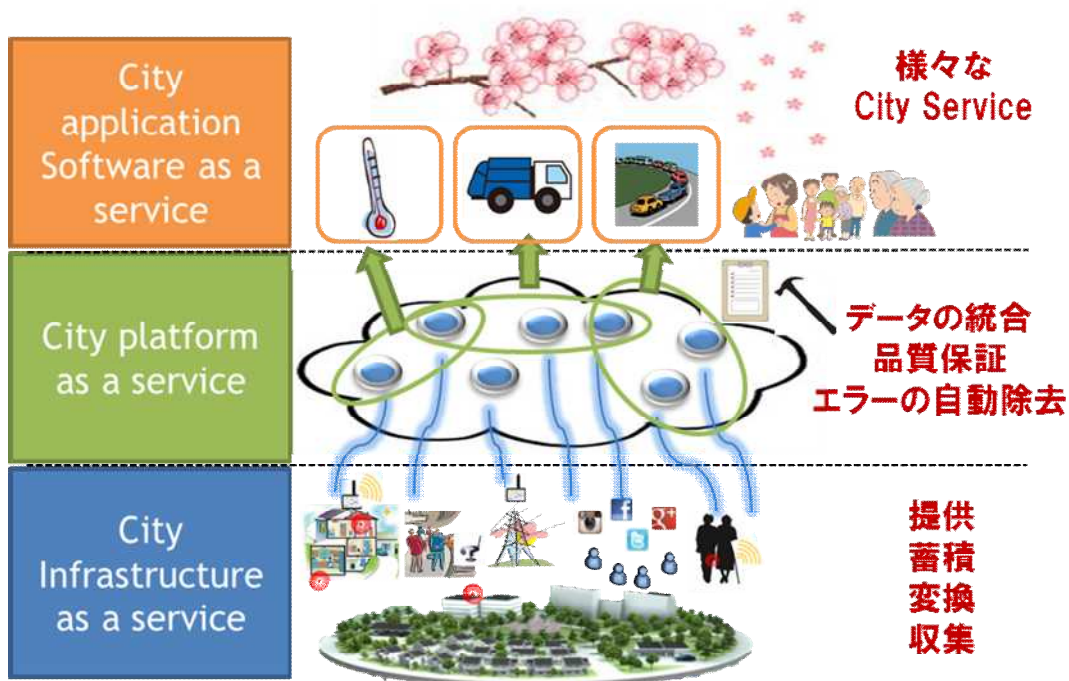 City
application
Software as a
service
様々な
City Service
City platform
as a service
データの統合
品質保証
エラーの自動除去
City
Infrastructure
as a service
f
g+
提供
蓄積
変換
収集